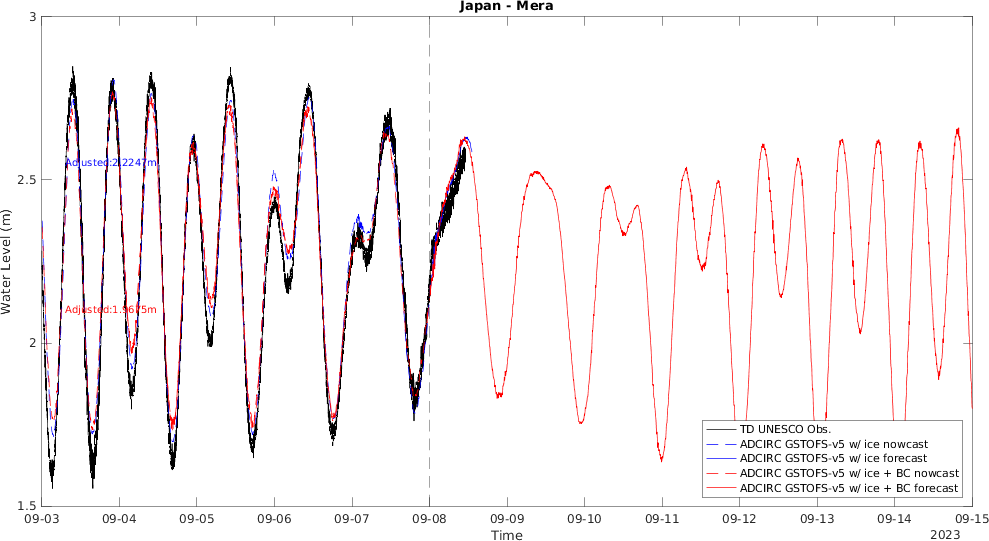 Japan - Mera
3
2.5
2
1.5
Water Level (m)
Adjusted:2.2247m
Adjusted:1.9675m
TD UNESCO Obs.
ADCIRC GSTOFS-v5 w/ ice nowcast
ADCIRC GSTOFS-v5 w/ ice forecast
ADCIRC GSTOFS-v5 w/ ice + BC nowcast
ADCIRC GSTOFS-v5 w/ ice + BC forecast
09-03 09-04 09-05 09-06 09-07 09-08 09-09 09-10 09-11 09-12 09-13 09-14 09-15
Time
2023